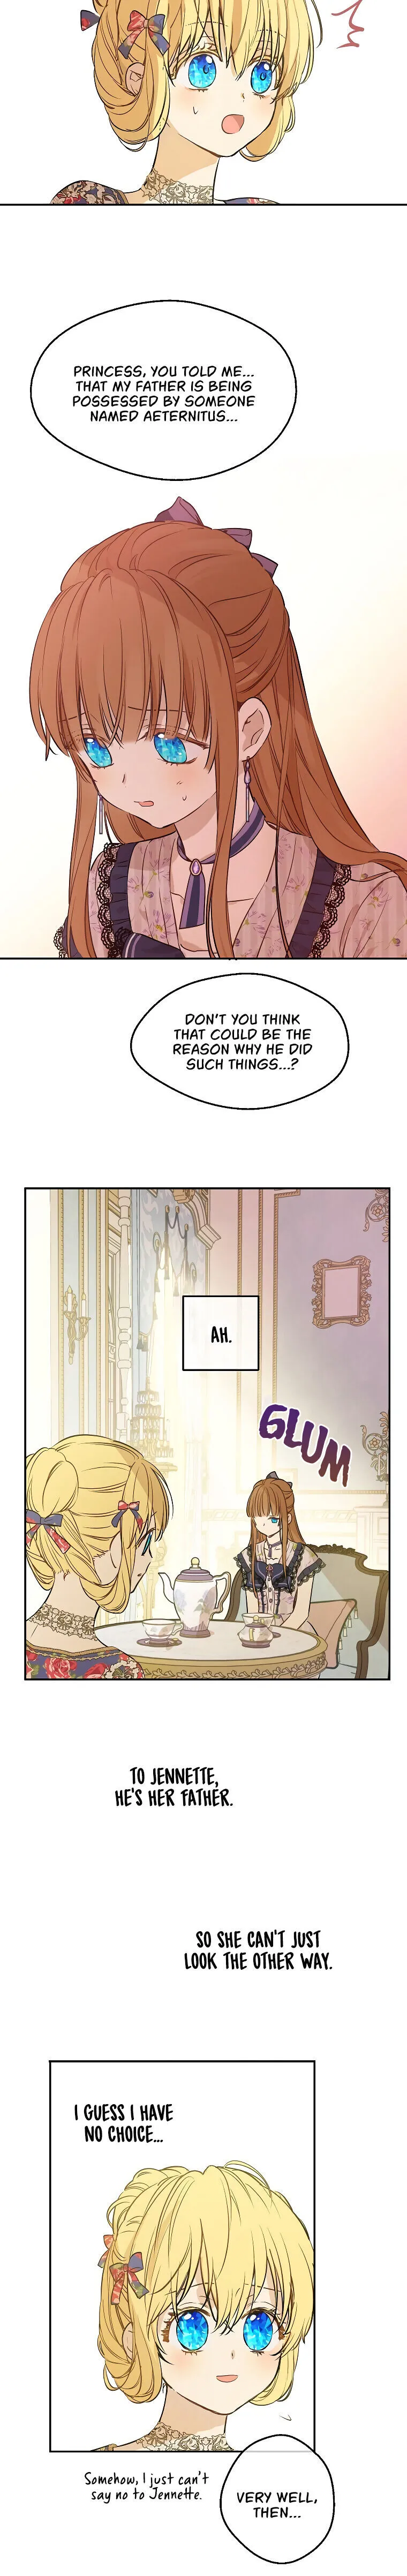 PRINCESS, YOU TOLD ME...
THAT MY FATHER IS BEING
POSSESSED BY SOMEONE
NAMED AETERNITUS...
DON'T YOU THINK
THAT COULD BE THE
REASON WHY HE DID
SUCH THINGS...?
AH.
GLUM
TO JENNETTE,
HE'S HER FATHER.
SO SHE CAN'T JUST
LOOK THE OTHER WAY.
I GUESS I HAVE
NO CHOICE...
Somehow, I just can't
say no to Jennette.
VERY WELL,
THEN...